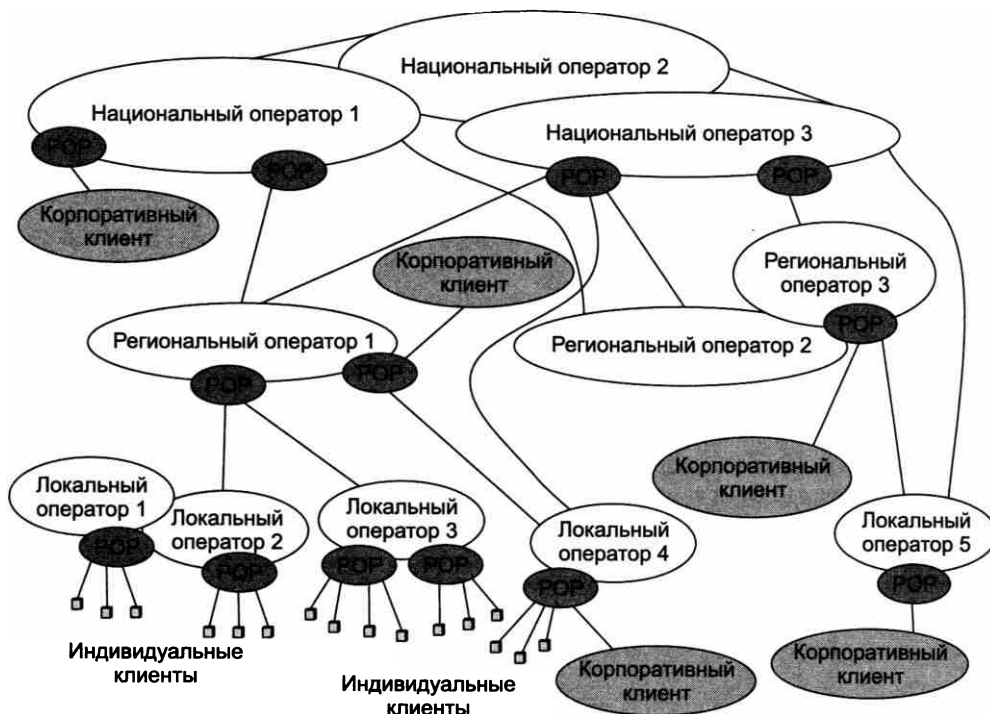 Национальный оператор 2
Национальный оператор 1
Национальный оператор 3
POP
POP
POP
POP
Корпоративный
клиент
Корпоративный
клиент
Региональный
оператор 3
POP
Региональный оператор 1
Региональный оператор 2
POP
POP
Корпоративный
клиент
Локальный
оператор 1
Локальный
оператор 2
Локальный
оператор 3
Локальный
оператор 4
Локальный
оператор 5
POP
POP
POP
POP
POP
POP
Индивидуальные
клиенты
Индивидуальные
клиенты
Корпоративный
клиент
Корпоративный
клиент